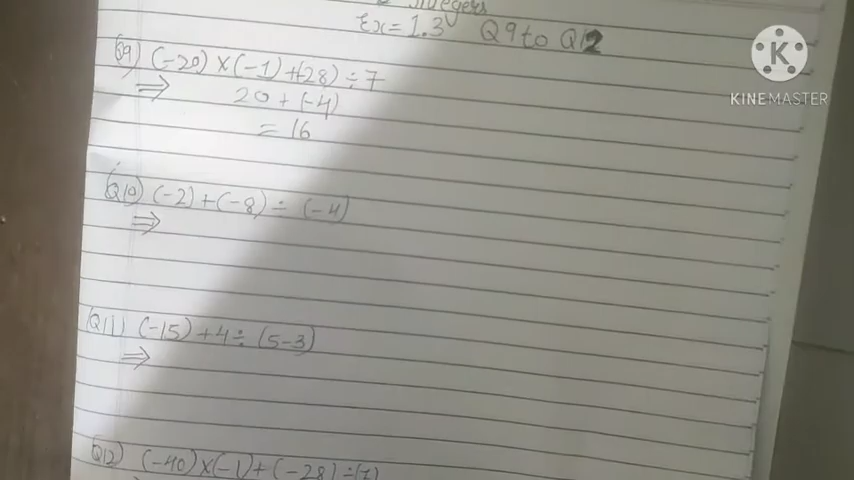 Integers
Ex = 1.3 Q9 to Q12
Q9) (-20) × (-1) + (-28) ÷ 7
⇒ 20 + (-4)
= 16
Q10) (-2) + (-8) ÷ (-4)
⇒
Q11) (-15) + 4 ÷ (5-3)
⇒
Q12) (-40) × (-1) + (-28) ÷ (7)
K
KINEMASTER